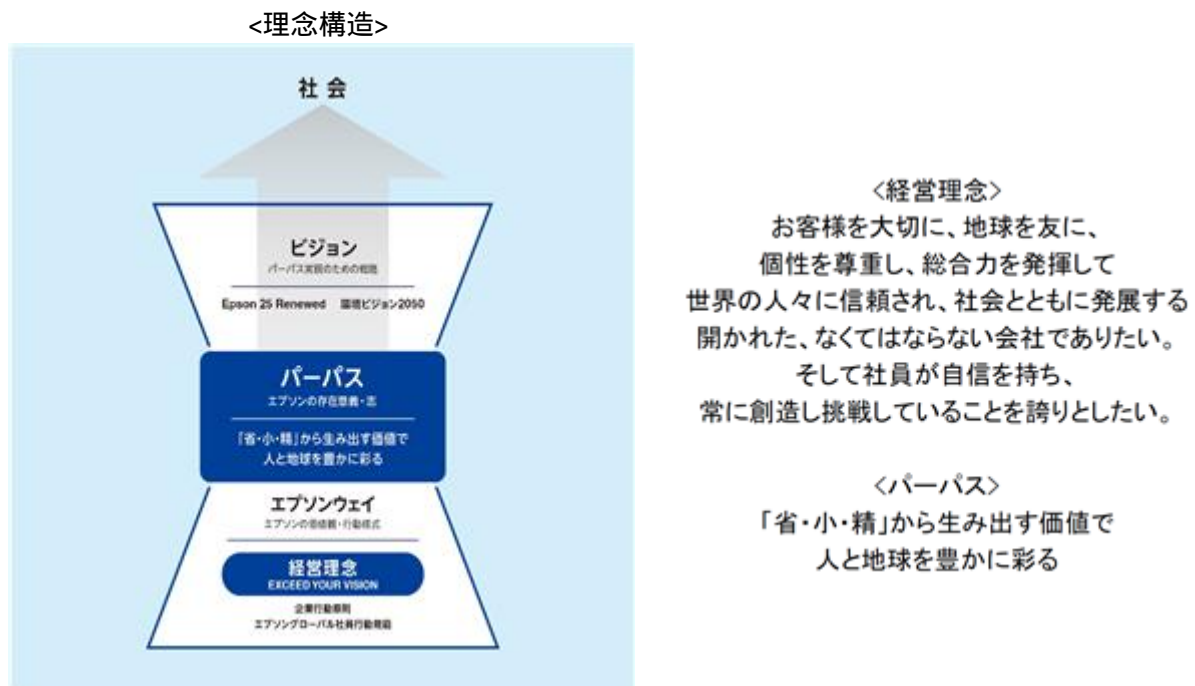 <理念構造>
社 会
ビジョン
パーパス実現のための戦略
Epson 25 Renewed 環境ビジョン2050
パーパス
エプソンの存在意義・志
「省・小・精」から生み出す価値で
人と地球を豊かに彩る
エプソンウェイ
エプソンの価値観・行動様式
経営理念
EXCEED YOUR VISION
企業行動原則
エプソングローバル社員行動規範
<経営理念>
お客様を大切に、地球を友に、
個性を尊重し、総合力を発揮して
世界の人々に信頼され、社会とともに発展する
開かれた、なくてはならない会社でありたい。
そして社員が自信を持ち、
常に創造し挑戦していることを誇りとしたい。
<パーパス>
「省・小・精」から生み出す価値で
人と地球を豊かに彩る